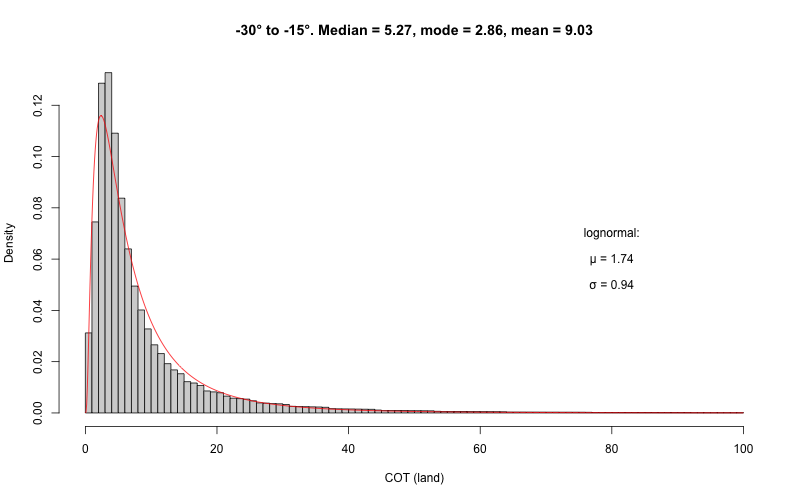 -30° to -15°. Median = 5.27, mode = 2.86, mean = 9.03
Density
0.12
0.10
0.08
0.06
0.04
0.02
0.00
lognormal:
μ = 1.74
σ = 0.94
0 20 40 60 80 100
COT (land)